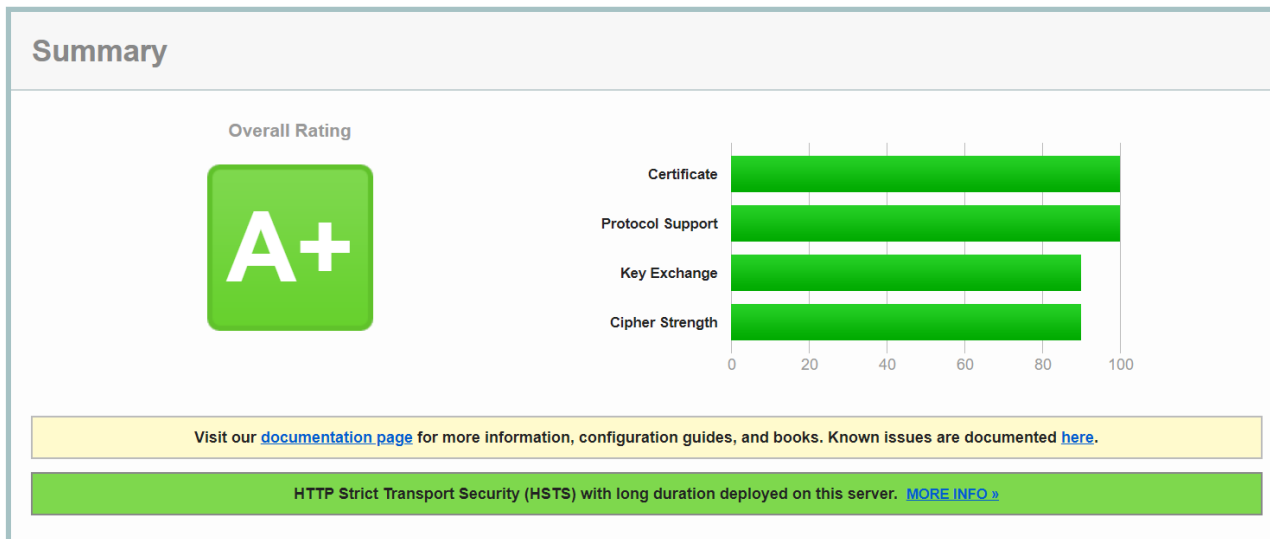 Summary
Overall Rating
A+
Certificate
Protocol Support
Key Exchange
Cipher Strength
0 20 40 60 80 100
Visit our documentation page for more information, configuration guides, and books. Known issues are documented here.
HTTP Strict Transport Security (HSTS) with long duration deployed on this server. MORE INFO »